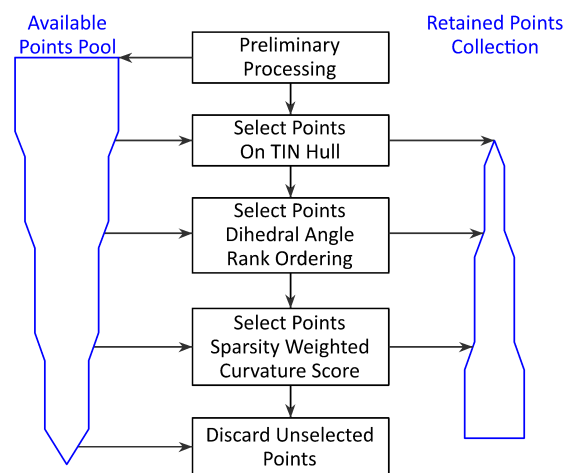 Available
Points Pool
Retained Points
Collection
Preliminary
Processing
Select Points
On TIN Hull
Select Points
Dihedral Angle
Rank Ordering
Select Points
Sparsity Weighted
Curvature Score
Discard Unselected
Points